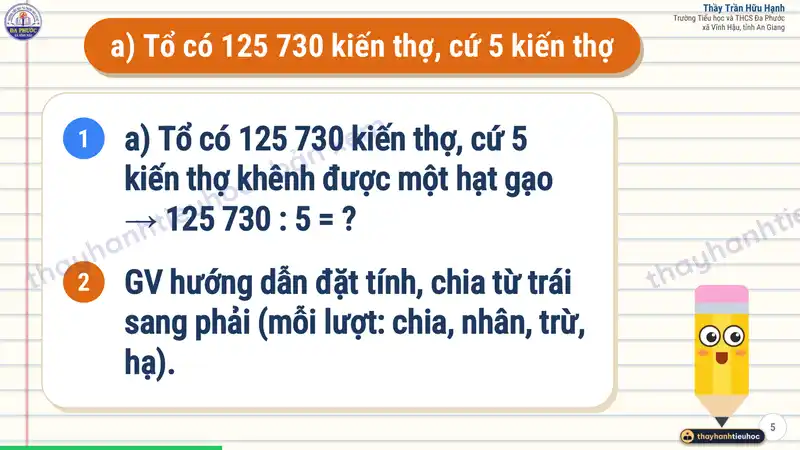 Thầy Trần Hữu Hạnh
Trường Tiểu học và THCS Đa Phước
xã Vĩnh Hậu, tỉnh An Giang
ĐA PHƯỚC
a) Tổ có 125 730 kiến thợ, cứ 5 kiến thợ
1
a) Tổ có 125 730 kiến thợ, cứ 5
kiến thợ khênh được một hạt gạo
→ 125 730 : 5 = ?
2
GV hướng dẫn đặt tính, chia từ trái
sang phải (mỗi lượt: chia, nhân, trừ,
hạ).
5
thayhanhtieuhoc